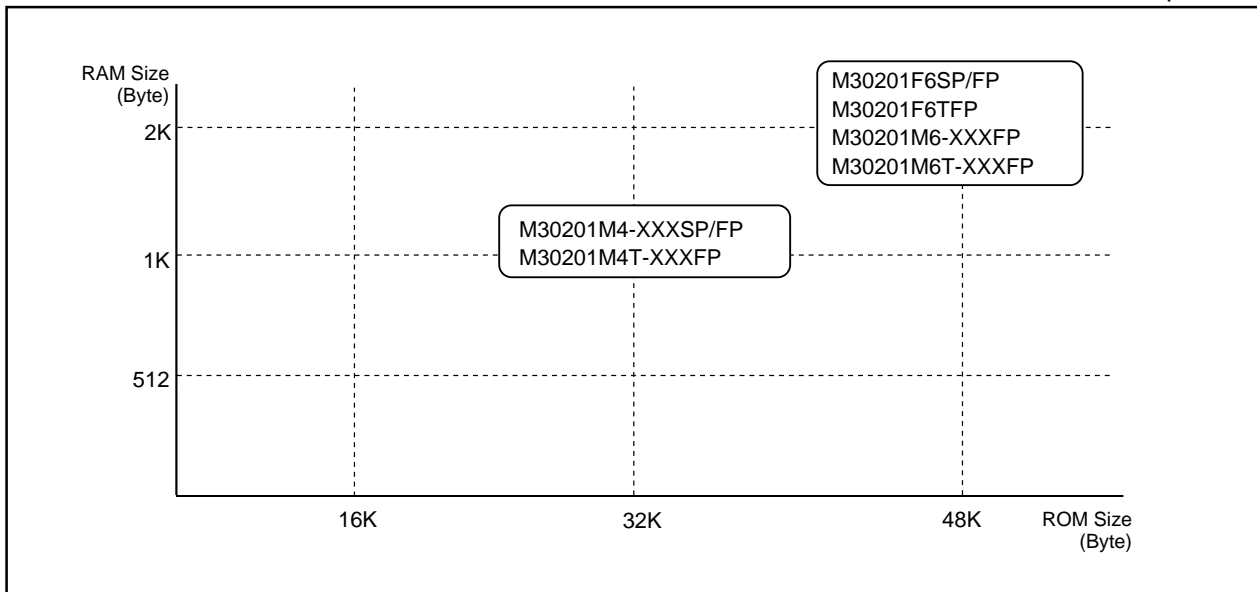 RAM Size
(Byte)
M30201F6SP/FP
M30201F6TFP
M30201M6-XXXFP
M30201M6T-XXXFP
2K
M30201M4-XXXSP/FP
M30201M4T-XXXFP
1K
512
16K
32K
48K
ROM Size
(Byte)